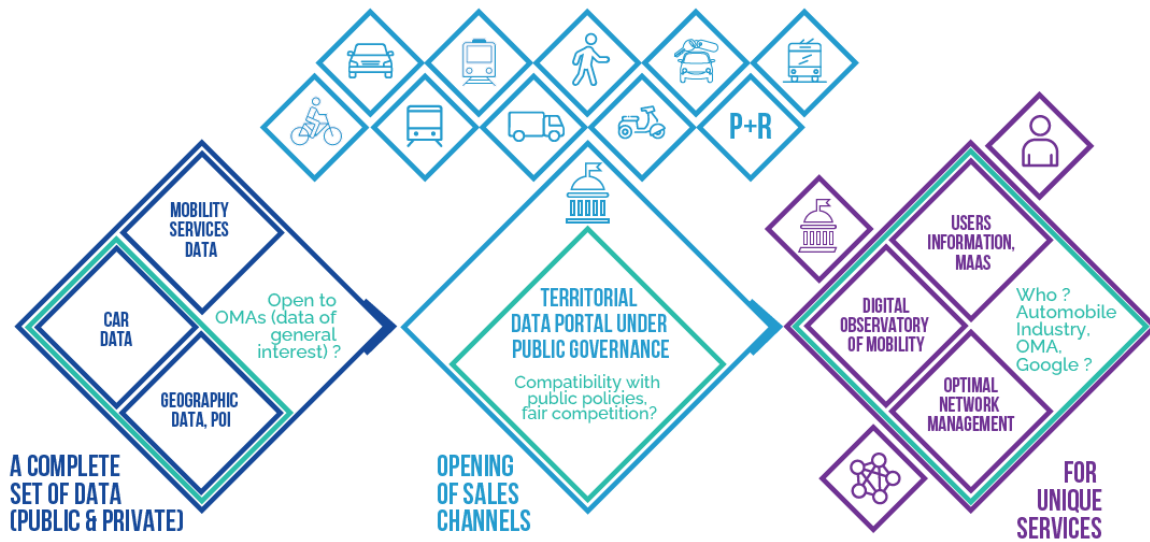 P+R
MOBILITY
SERVICES
DATA
CAR
DATA
GEOGRAPHIC
DATA, POI
Open to
OMAs (data of
general
interest) ?
A COMPLETE
SET OF DATA
(PUBLIC & PRIVATE)
TERRITORIAL
DATA PORTAL UNDER
PUBLIC GOVERNANCE
Compatibility with
public policies,
fair competition?
OPENING
OF SALES
CHANNELS
USERS
INFORMATION,
MAAS
DIGITAL
OBSERVATORY
OF MOBILITY
OPTIMAL
NETWORK
MANAGEMENT
Who ?
Automobile
Industry,
OMA,
Google ?
FOR
UNIQUE
SERVICES